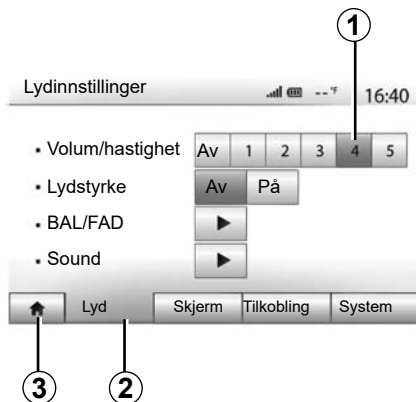 1
Lydinnstillinger --°F 16:40
Volum/hastighet Av 1 2 3 4 5
Lydstyrke Av På
BAL/FAD
Sound
Lyd Skjerm Tilkobling System
3 2